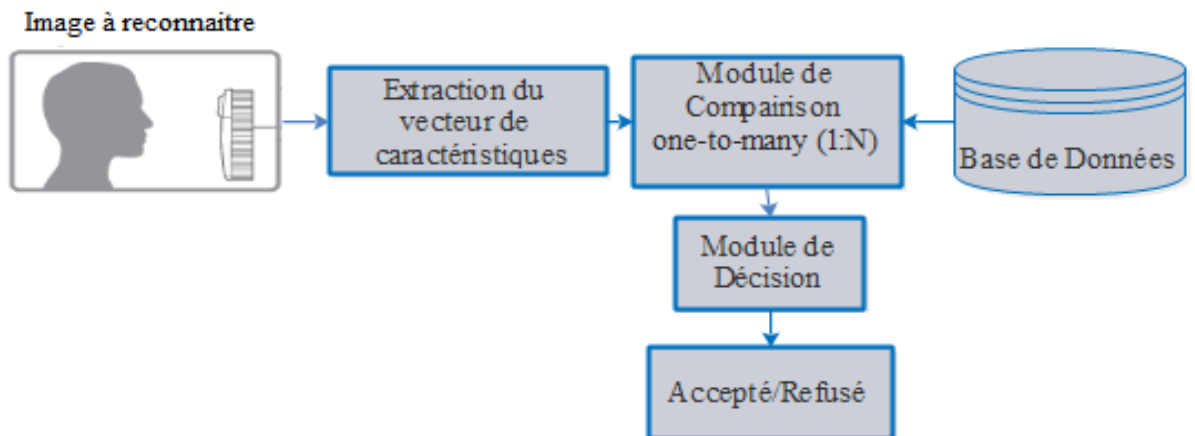 Image à reconnaitre
Extraction du
vecteur de
caractéristiques
Module de
Compairison
one-to-many (1:N)
Base de Données
Module de
Décision
Accepté/Refusé